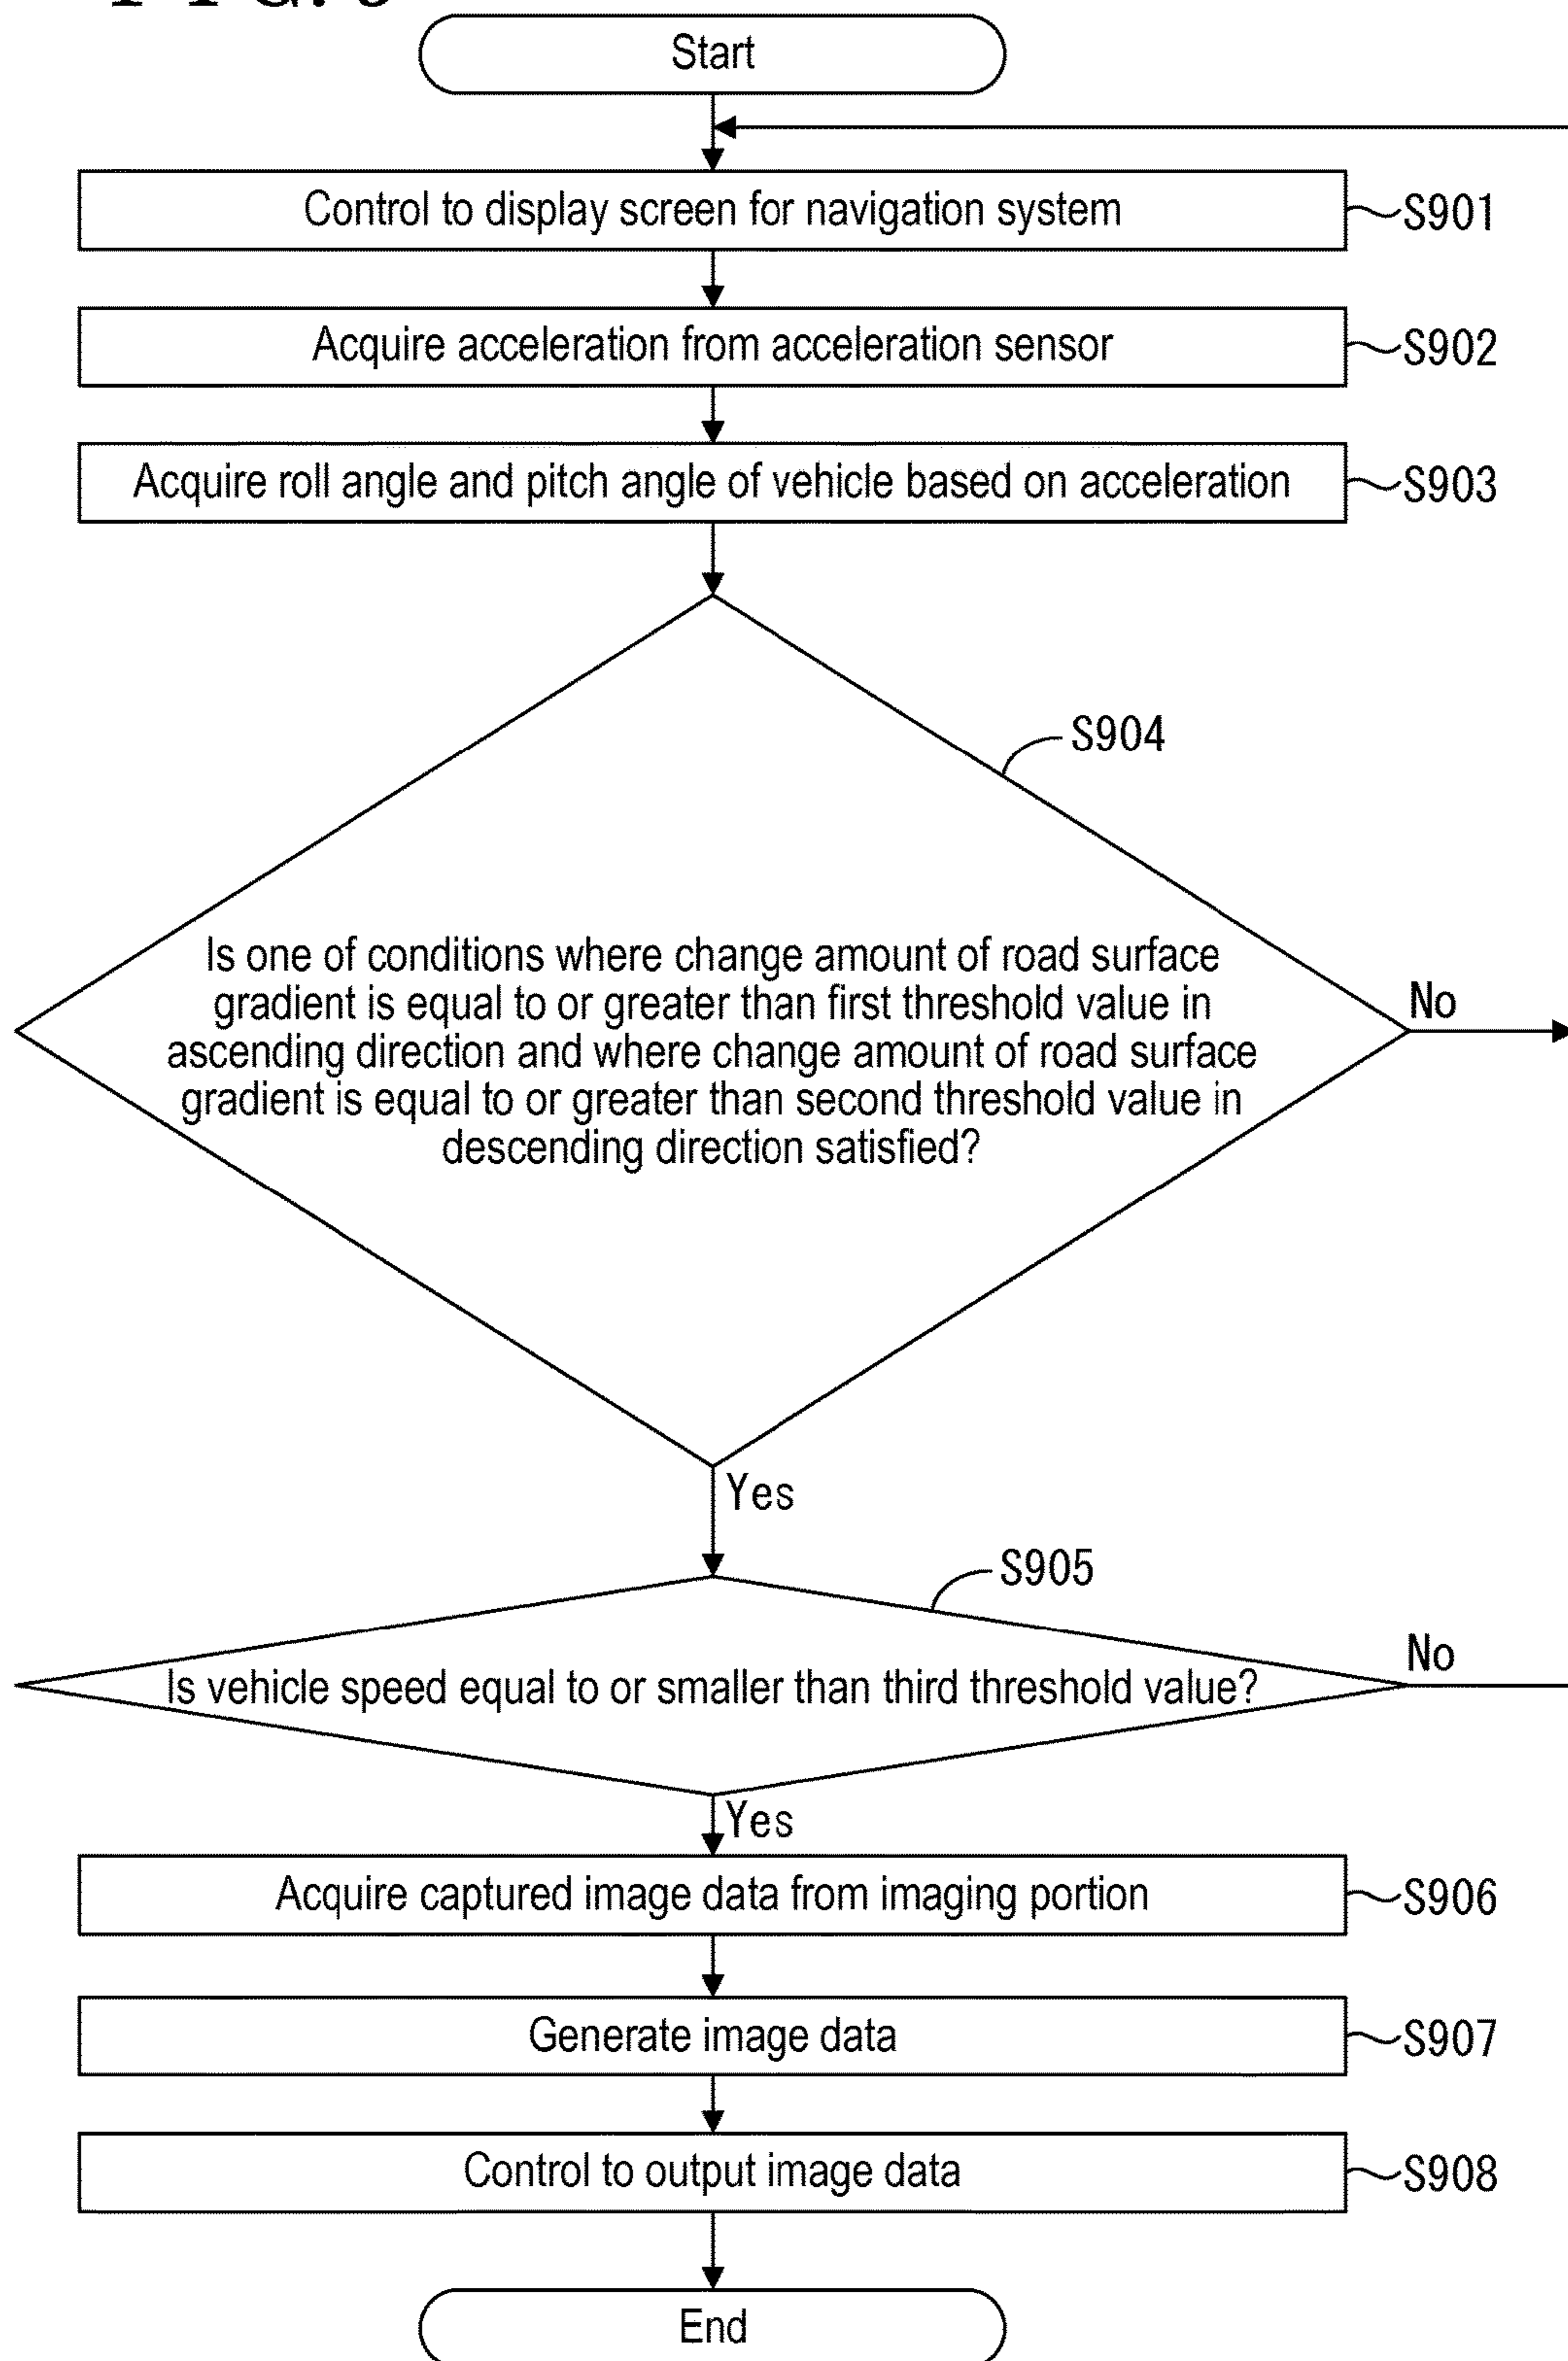 Start
Control to display screen for navigation system
S901
Acquire acceleration from acceleration sensor
S902
Acquire roll angle and pitch angle of vehicle based on acceleration
S903
S904
Is one of conditions where change amount of road surface
gradient is equal to or greater than first threshold value in
ascending direction and where change amount of road surface
gradient is equal to or greater than second threshold value in
descending direction satisfied?
No
Yes
S905
Is vehicle speed equal to or smaller than third threshold value?
No
Yes
Acquire captured image data from imaging portion
S906
Generate image data
S907
Control to output image data
S908
End